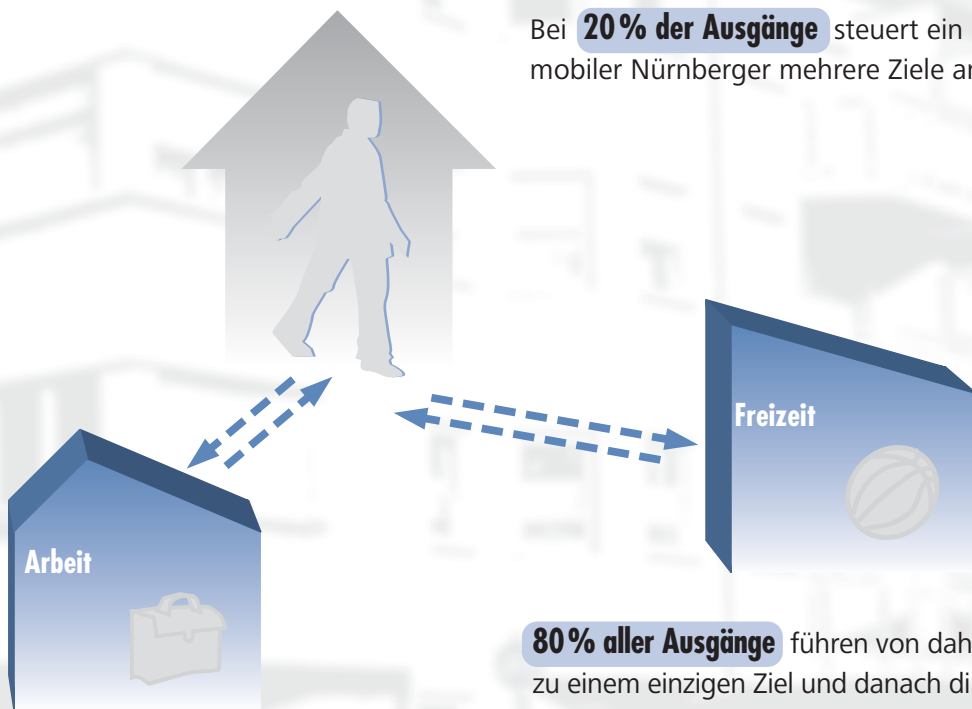 Bei 20% der Ausgänge steuert ein
mobiler Nürnberger mehrere Ziele
Freizeit
Arbeit
80% aller Ausgänge führen von
zu einem einzigen Ziel und danach